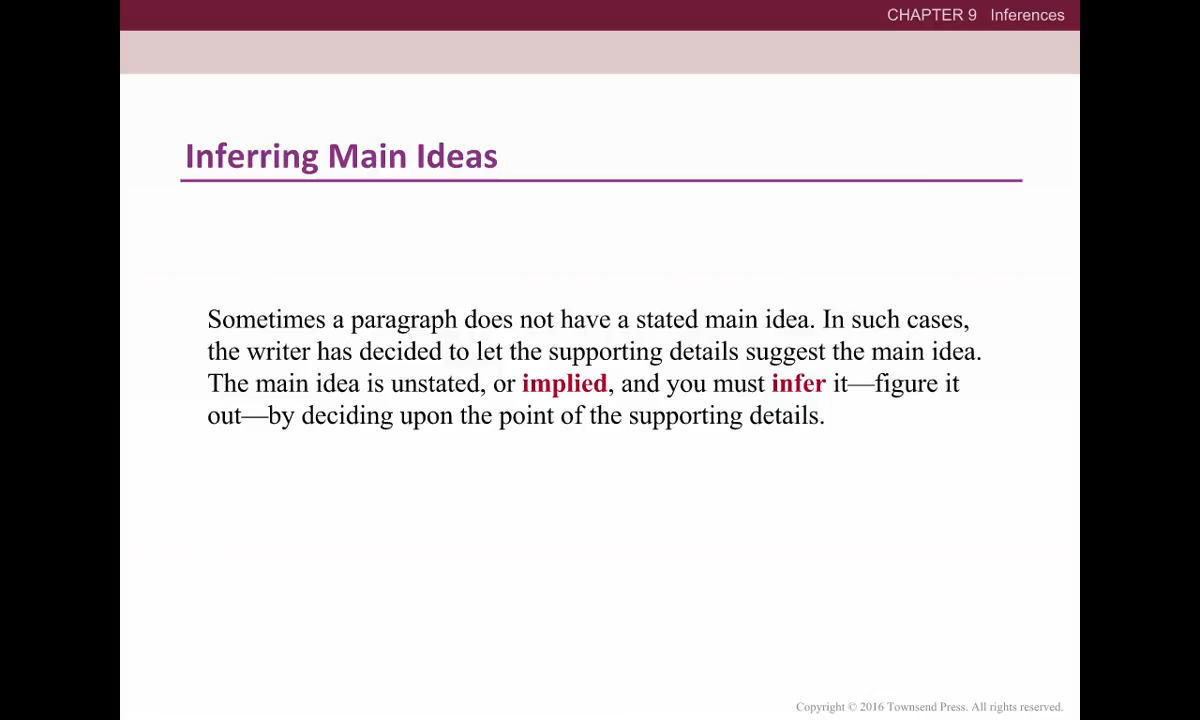 CHAPTER 9 Inferences
Inferring Main Ideas
Sometimes a paragraph does not have a stated main idea. In such cases,
the writer has decided to let the supporting details suggest the main idea.
The main idea is unstated, or implied, and you must infer it—figure it
out—by deciding upon the point of the supporting details.
Copyright © 2016 Townsend Press. All rights reserved.